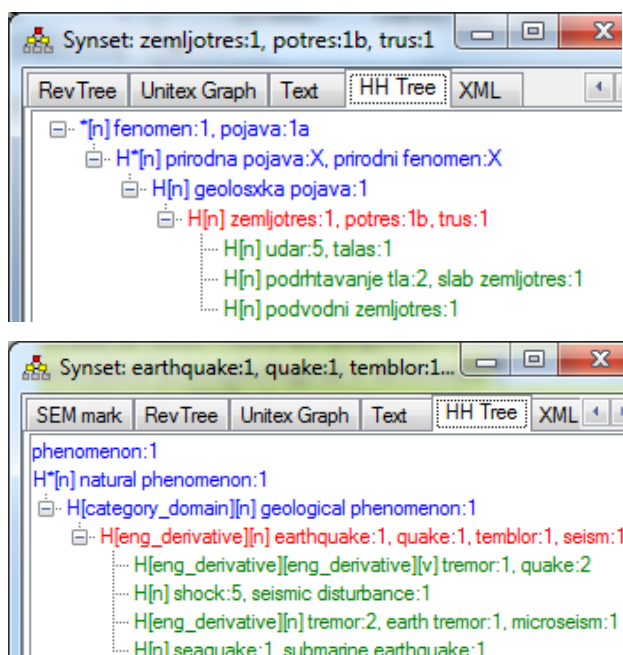 Synset: zemljotres:1, potres:1b, trus:1
RevTree Unitex Graph Text HH Tree XML
*[n] fenomen:1, pojava:1a
H*[n] prirodna pojava:X, prirodni fenomen:X
H[n] geolosxka pojava:1
H[n] zemljotres:1, potres:1b, trus:1
H[n] udar:5, talas:1
H[n] podrhtavanje tla:2, slab zemljotres:1
H[n] podvodni zemljotres:1
Synset: earthquake:1, quake:1, temblor:1...
SEM mark RevTree Unitex Graph Text HH Tree XML
phenomenon:1
H*[n] natural phenomenon:1
H[category_domain][n] geological phenomenon:1
H[eng_derivative][n] earthquake:1, quake:1, temblor:1, seism:1
H[eng_derivative][eng_derivative][v] tremor:1, quake:2
H[n] shock:5, seismic disturbance:1
H[eng_derivative][n] tremor:2, earth tremor:1, microseism:1
H[n] seaquake:1, submarine earthquake:1